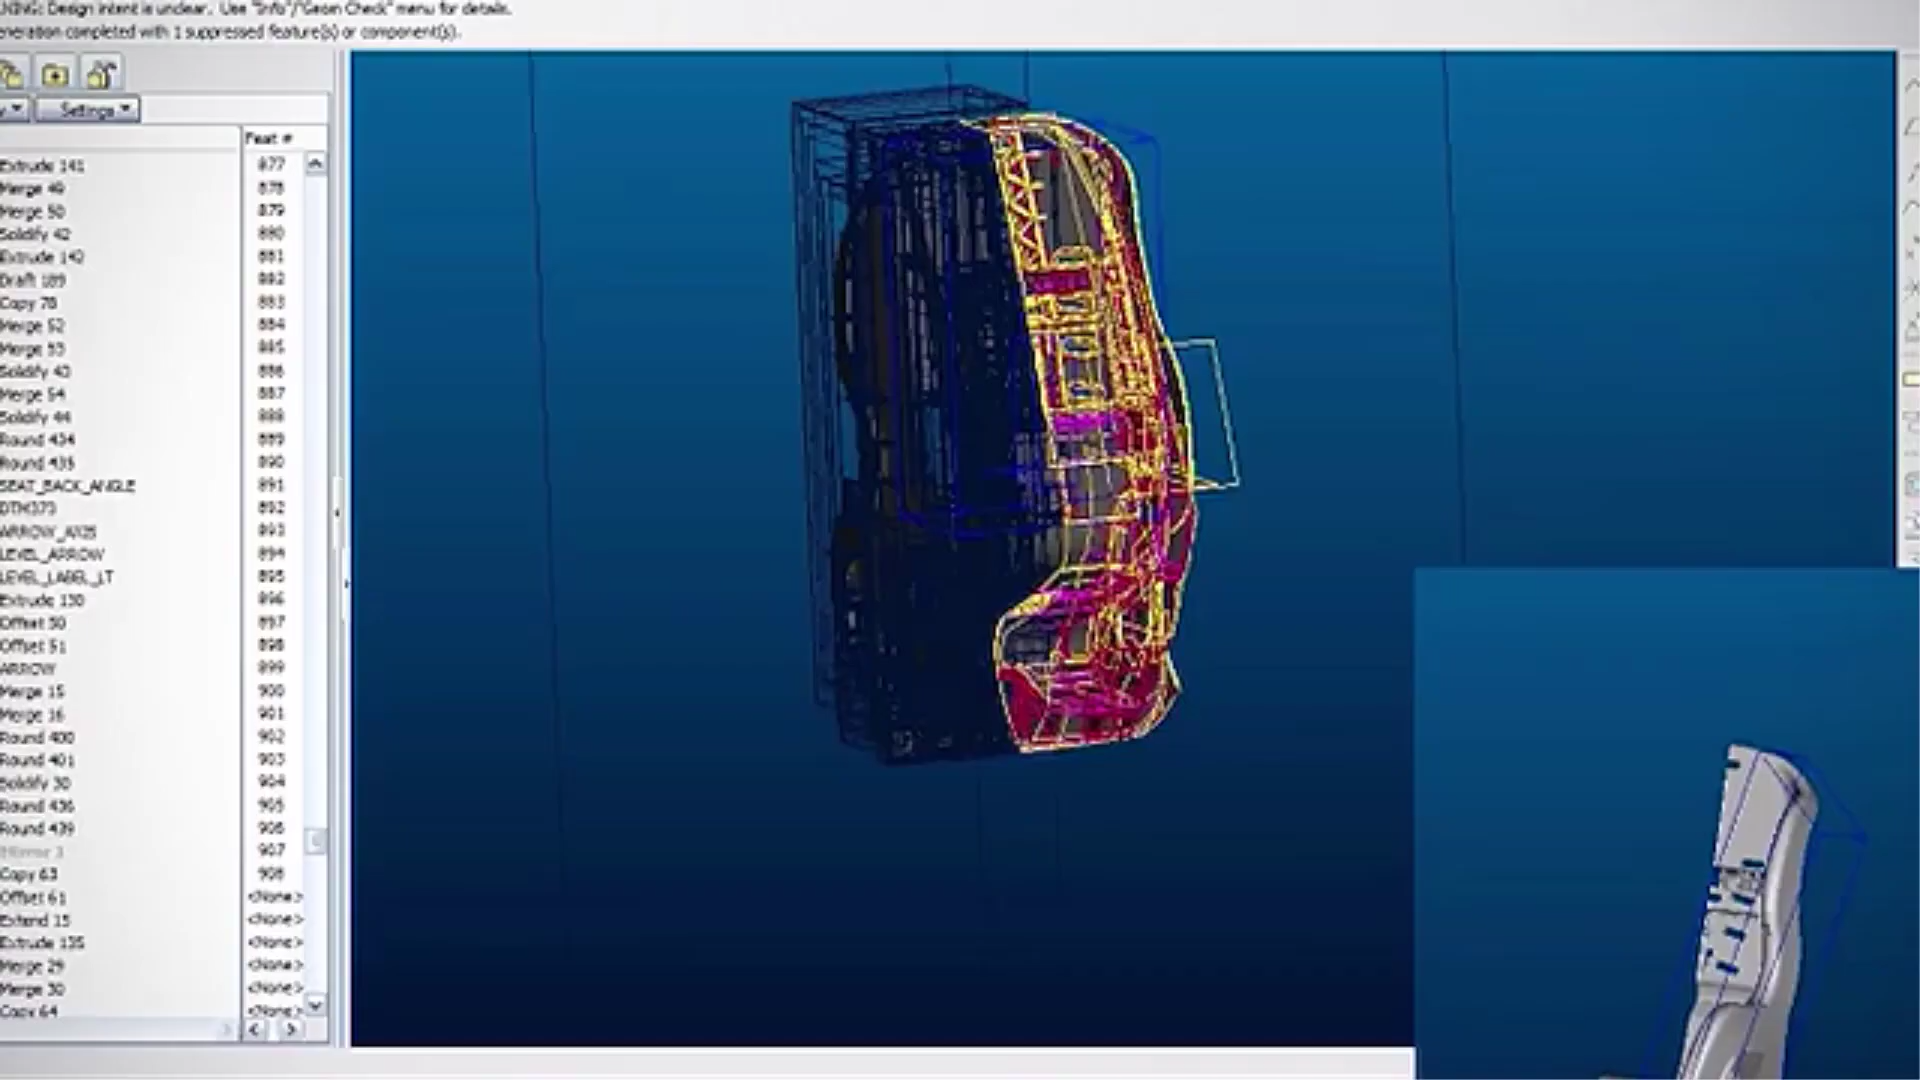 NING: Design intent is unclear. Use "Info"/"Geom Check" menu for details.
eneration completed with 1 suppressed feature(s) or component(s).
Settings
Feat #
Extrude 141 877
Merge 49 878
Merge 50 879
Solidify 42 880
Extrude 142 881
Draft 189 882
Copy 78 883
Merge 52 884
Merge 53 885
Solidify 43 886
Merge 54 887
Solidify 44 888
Round 434 889
Round 435 890
SEAT_BACK_ANGLE 891
DTM373 892
ARROW_AXIS 893
LEVEL_ARROW 894
LEVEL_LABEL_LT 895
Extrude 130 896
Offset 50 897
Offset 51 898
ARROW 899
Merge 15 900
Merge 16 901
Round 400 902
Round 401 903
Solidify 30 904
Round 436 905
Round 439 906
Mirror 3 907
Copy 63 908
Offset 61 <None>
Extend 15 <None>
Extrude 135 <None>
Merge 29 <None>
Merge 30 <None>
Copy 64 <None>